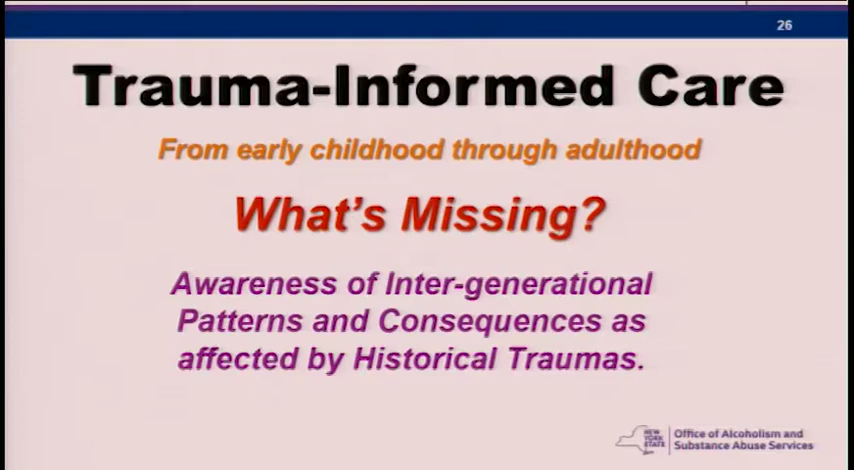 26
Trauma-Informed Care
From early childhood through adulthood
What's Missing?
Awareness of Inter-generational
Patterns and Consequences as
affected by Historical Traumas.
NEW
YORK
STATE
Office of Alcoholism and
Substance Abuse Services